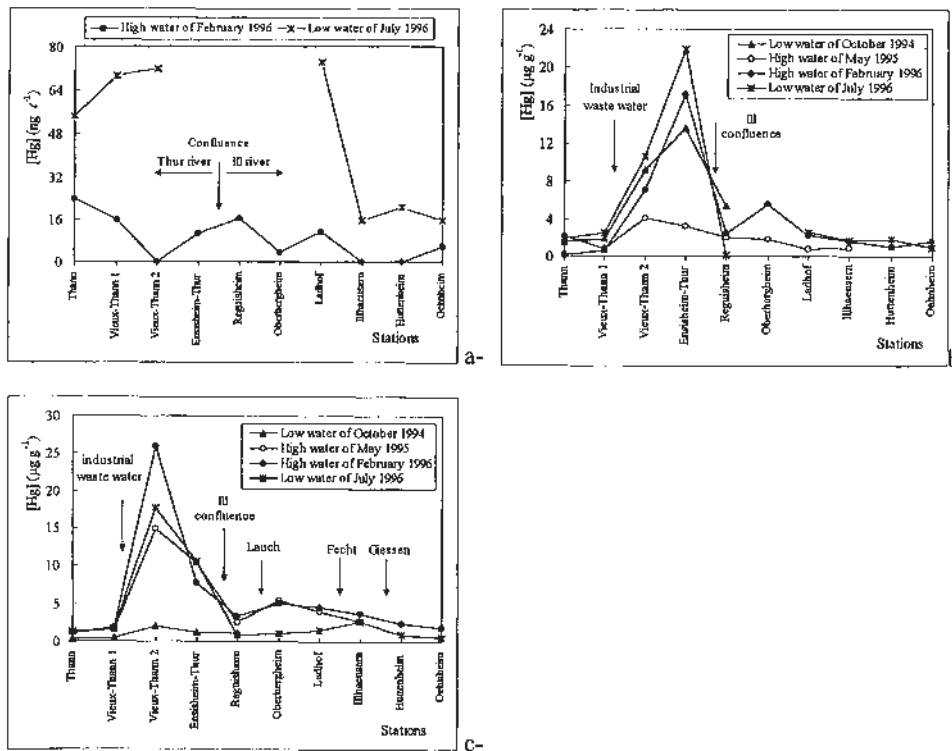 High water of February 1996 Low water of July 1996
80
64
48
32
16
0
[Hg]
Confluence
Thur river Ill river
Thann
Vieux-Thann 1
Vieux-Thann 2
Ensisheim-Thur
Reguisheim
Oberhergheim
Ladhof
Illhaeusern
Huttenheim
Stations
a-
Low water of October 1994
High water of May 1995
High water of February 1996
Low water of July 1996
24
20
16
12
8
4
0
[Hg] (µg g⁻¹)
Industrial
waste water
Ill
confluence
Thann
Vieux-Thann 1
Vieux-Thann 2
Ensisheim-Thur
Reguisheim
Oberhergheim
Ladhof
Illhaeusern
Huttenheim
Stations
Low water of October 1994
High water of May 1995
High water of February 1996
Low water of July 1996
30
25
20
15
10
5
0
[Hg] (µg g⁻¹)
industrial
waste water
Ill
confluence
Lauch
Fecht
Giessen
Thann
Vieux-Thann 1
Vieux-Thann 2
Ensisheim-Thur
Reguisheim
Oberhergheim
Ladhof
Illhaeusern
Huttenheim
Stations
c-